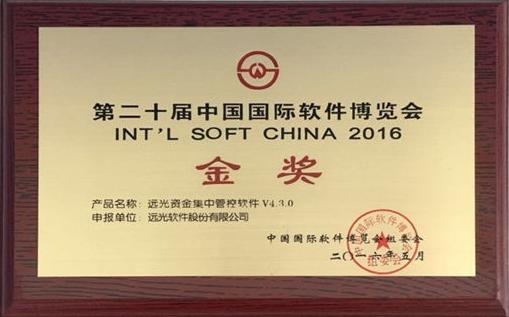 第二十届中国国际软件博览会
INT'L SOFT CHINA 2016
金奖
产品名称：远光资金集中管控软件 V4.3.0
申报单位：远光软件股份有限公司
中国国际软件博览会组委会
二〇一六年五月
中国国际软件博览会
组委会